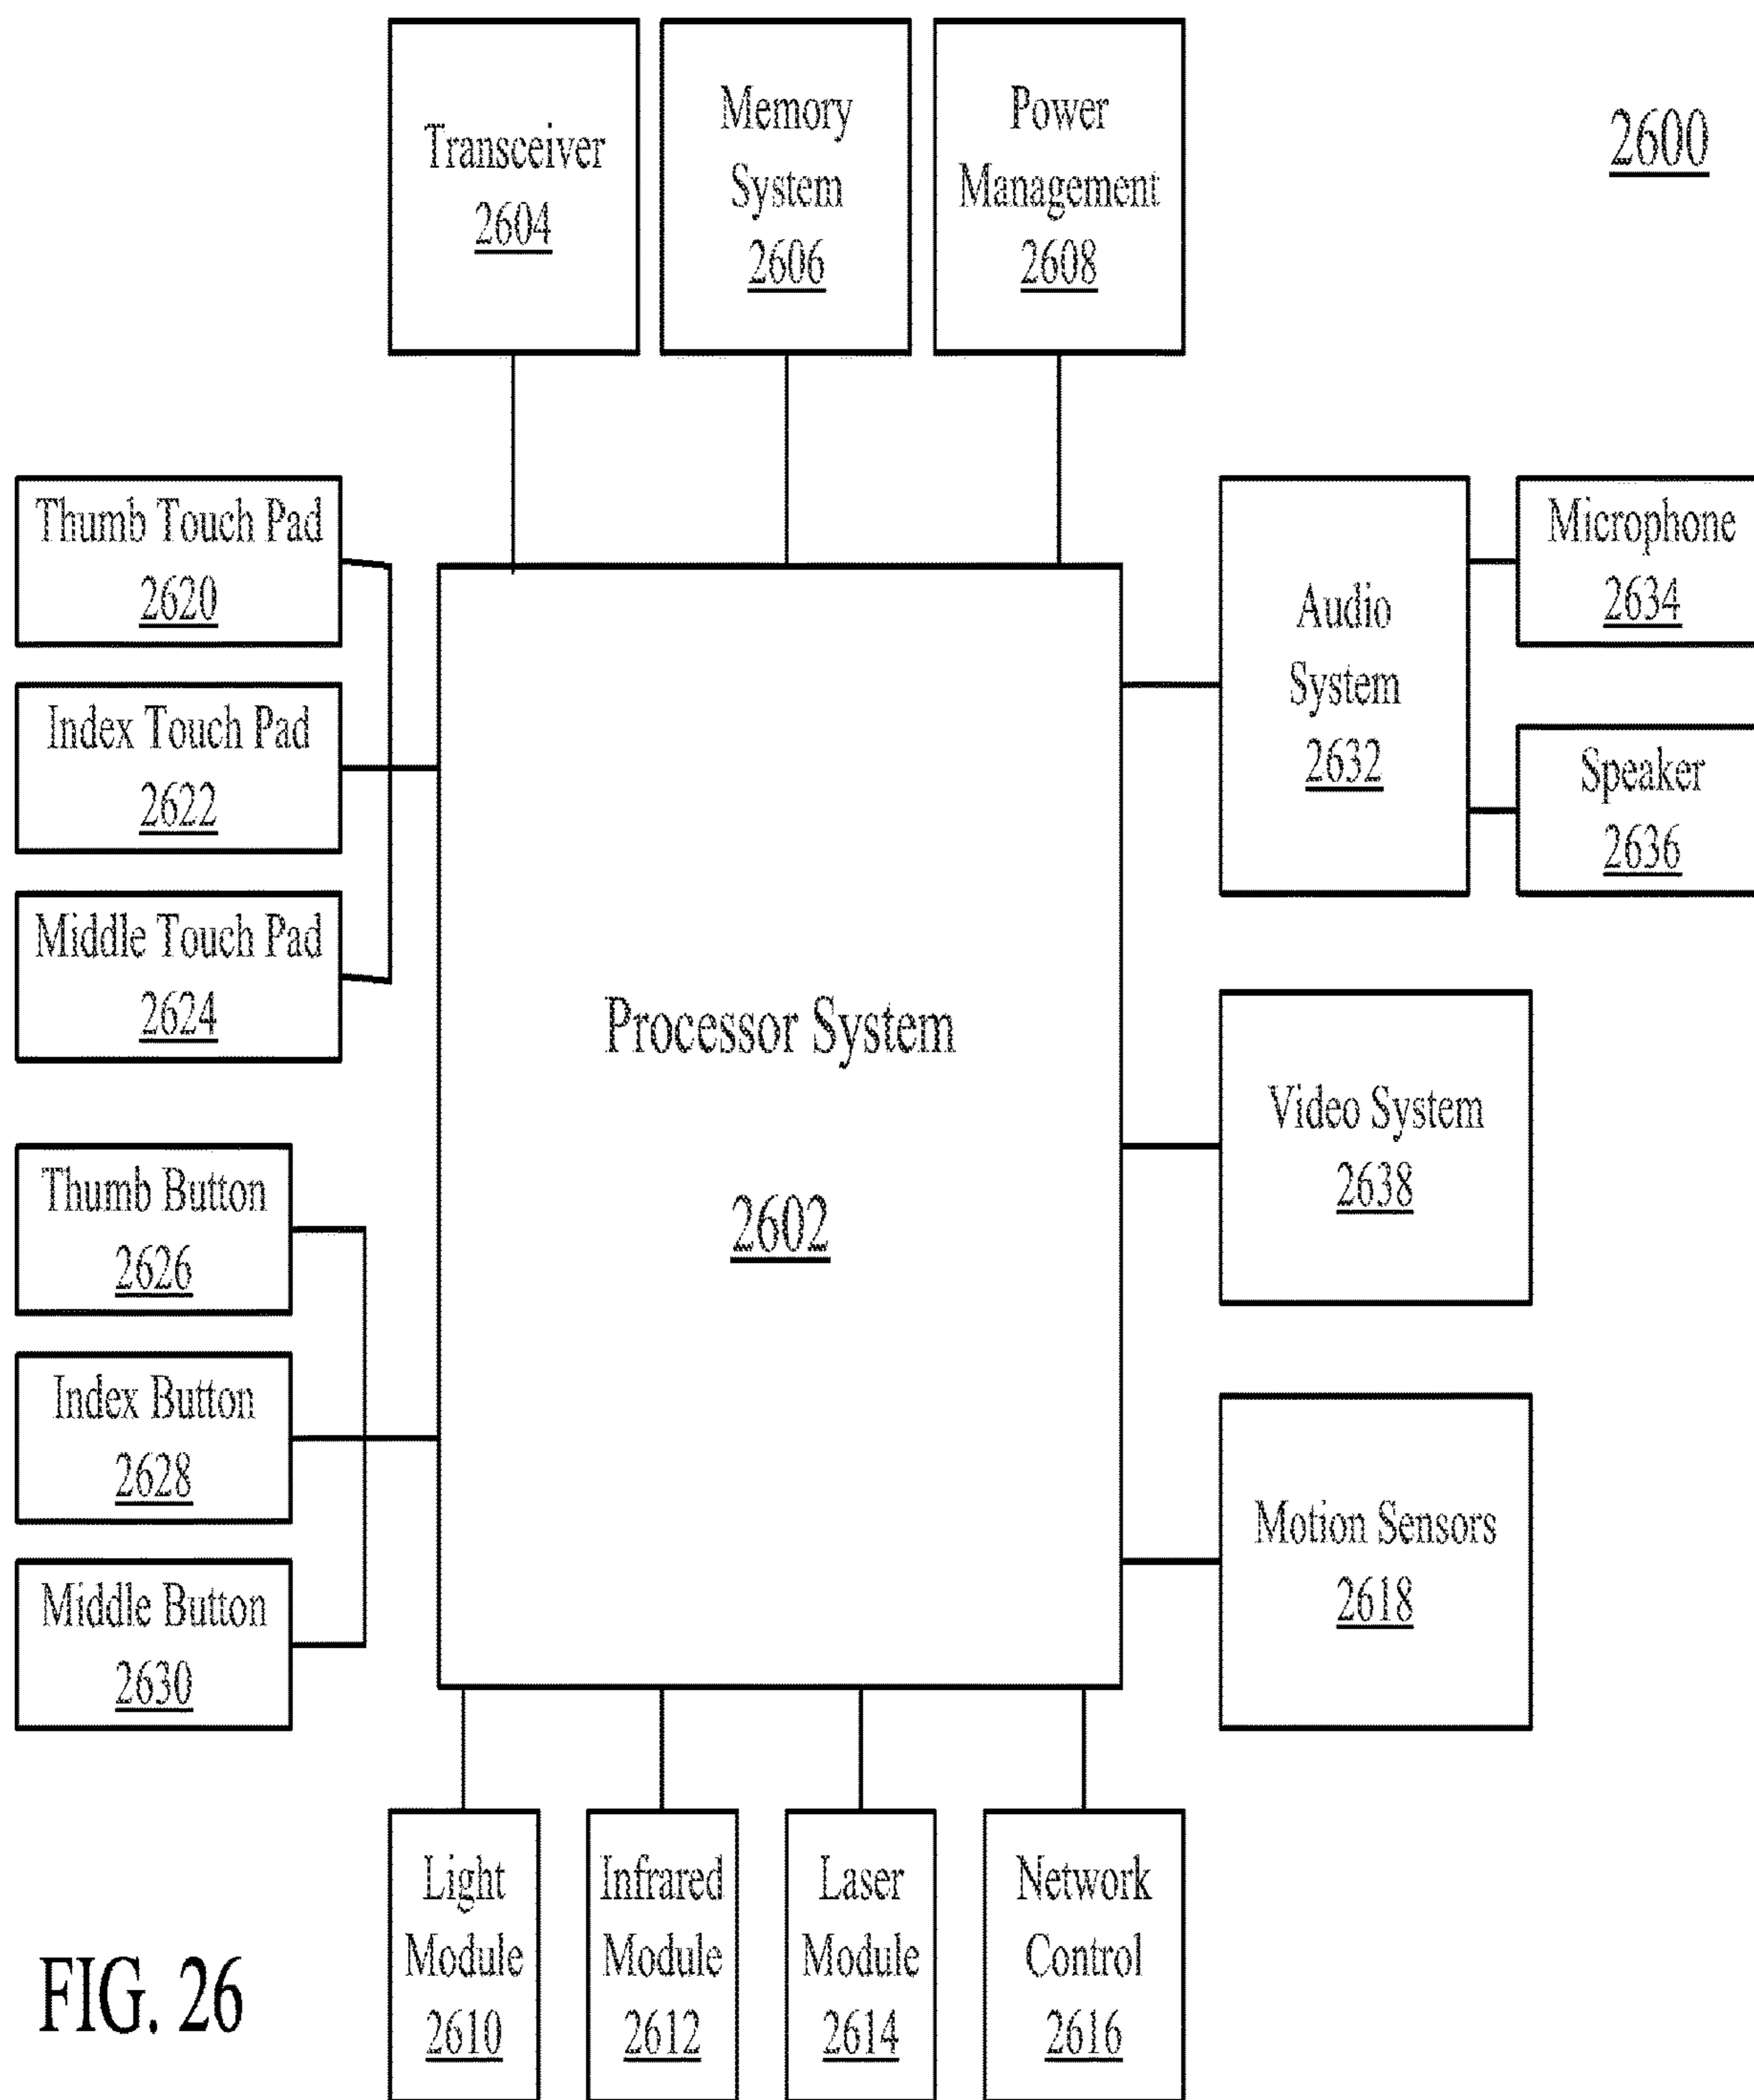 Transceiver
2604
Memory
System
2606
Power
Management
2608
2600
Thumb Touch Pad
2620
Index Touch Pad
2622
Middle Touch Pad
2624
Thumb Button
2626
Index Button
2628
Middle Button
2630
Processor System
2602
Audio
System
2632
Microphone
2634
Speaker
2636
Video System
2638
Motion Sensors
2618
Light
Module
2610
Infrared
Module
2612
Laser
Module
2614
Network
Control
2616
FIG. 26